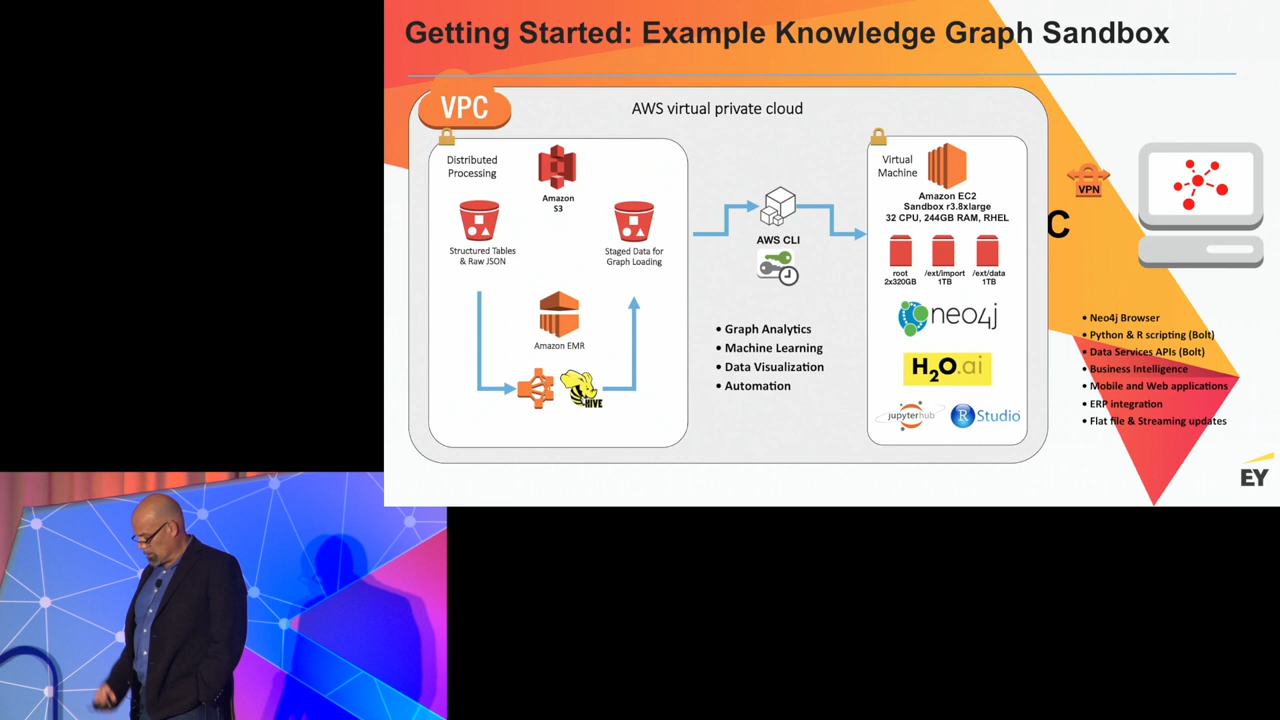 Getting Started: Example Knowledge Graph Sandbox
VPC
AWS virtual private cloud
Distributed
Processing
Amazon
S3
Structured Tables
& Raw JSON
Staged Data for
Graph Loading
Amazon EMR
HIVE
AWS CLI
• Graph Analytics
• Machine Learning
• Data Visualization
• Automation
Virtual
Machine
Amazon EC2
Sandbox r3.8xlarge
32 CPU, 244GB RAM, RHEL
root
2x320GB
/ext/import
1TB
/ext/data
1TB
neo4j
H2O.ai
jupyterhub
R Studio
VPN
C
• Neo4j Browser
• Python & R scripting (Bolt)
• Data Services APIs (Bolt)
• Business Intelligence
• Mobile and Web applications
• ERP integration
• Flat file & Streaming updates
EY